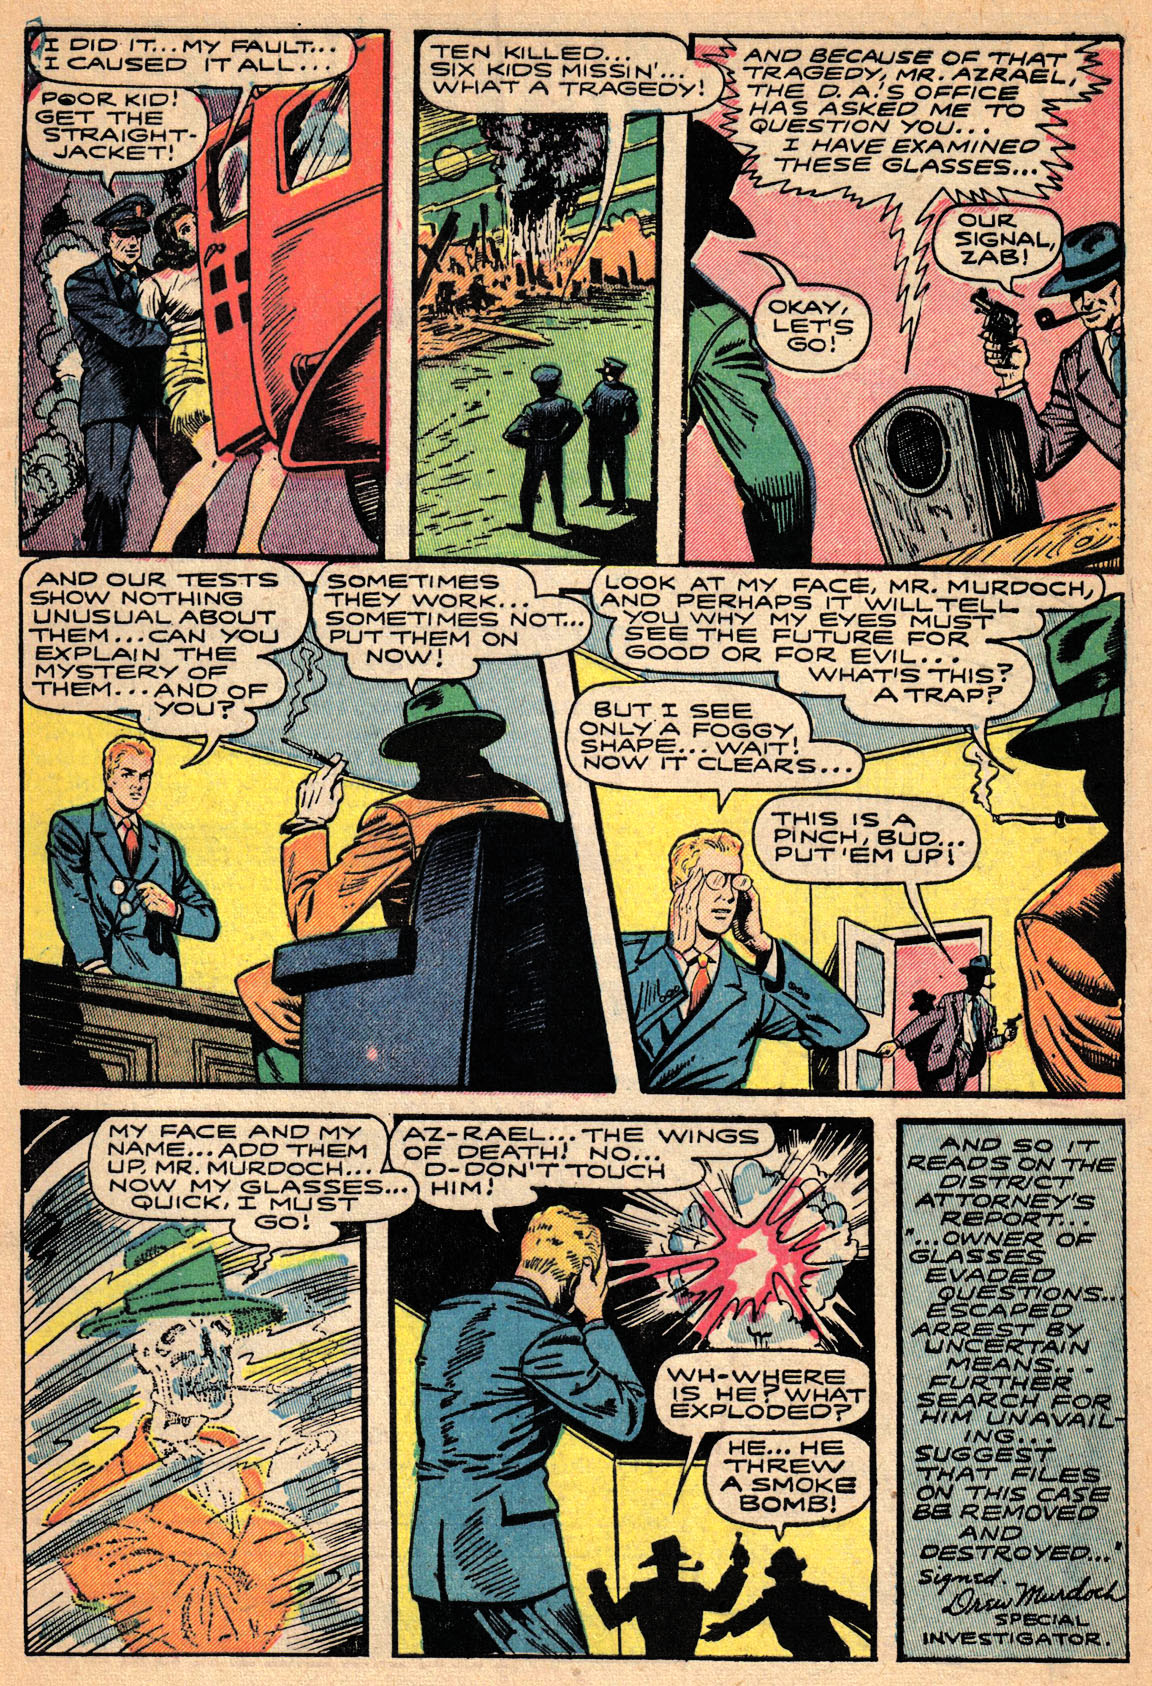 I DID IT...MY FAULT...
I CAUSED IT ALL...
POOR KID!
GET THE
STRAIGHT-
JACKET!
TEN KILLED...
SIX KIDS MISSIN'...
WHAT A TRAGEDY!
AND BECAUSE OF THAT
TRAGEDY, MR. AZRAEL,
THE D.A.'S OFFICE
HAS ASKED ME TO
QUESTION YOU...
I HAVE EXAMINED
THESE GLASSES...
OUR
SIGNAL,
ZAB!
OKAY,
LET'S
GO!
AND OUR TESTS
SHOW NOTHING
UNUSUAL ABOUT
THEM...CAN YOU
EXPLAIN THE
MYSTERY OF
THEM...AND OF
YOU?
SOMETIMES
THEY WORK...
SOMETIMES NOT...
PUT THEM ON
NOW!
LOOK AT MY FACE, MR. MURDOCH,
AND PERHAPS IT WILL TELL
YOU WHY MY EYES MUST
SEE THE FUTURE FOR
GOOD OR FOR EVIL...
WHAT'S THIS?
A TRAP?
BUT I SEE
ONLY A FOGGY
SHAPE... WAIT!
NOW IT CLEARS...
THIS IS A
PINCH, BUD...
PUT 'EM UP!
MY FACE AND MY
NAME...ADD THEM
UP, MR. MURDOCH...
NOW MY GLASSES...
QUICK, I MUST
GO!
AZ-RAEL...THE WINGS
OF DEATH! NO...
D-DON'T TOUCH
HIM!
WH-WHERE
IS HE? WHAT
EXPLODED?
HE... HE
THREW
A SMOKE
BOMB!
AND SO IT
READS ON THE
DISTRICT
ATTORNEY'S
REPORT...
"...OWNER OF
GLASSES
EVADED
QUESTIONS...
ESCAPED
ARREST BY
UNCERTAIN
MEANS...
FURTHER
SEARCH FOR
HIM UNAVAIL-
ING...
SUGGEST
THAT FILES
ON THIS CASE
BE REMOVED
AND
DESTROYED..."
Signed.
Drew Murdoch
SPECIAL
INVESTIGATOR.